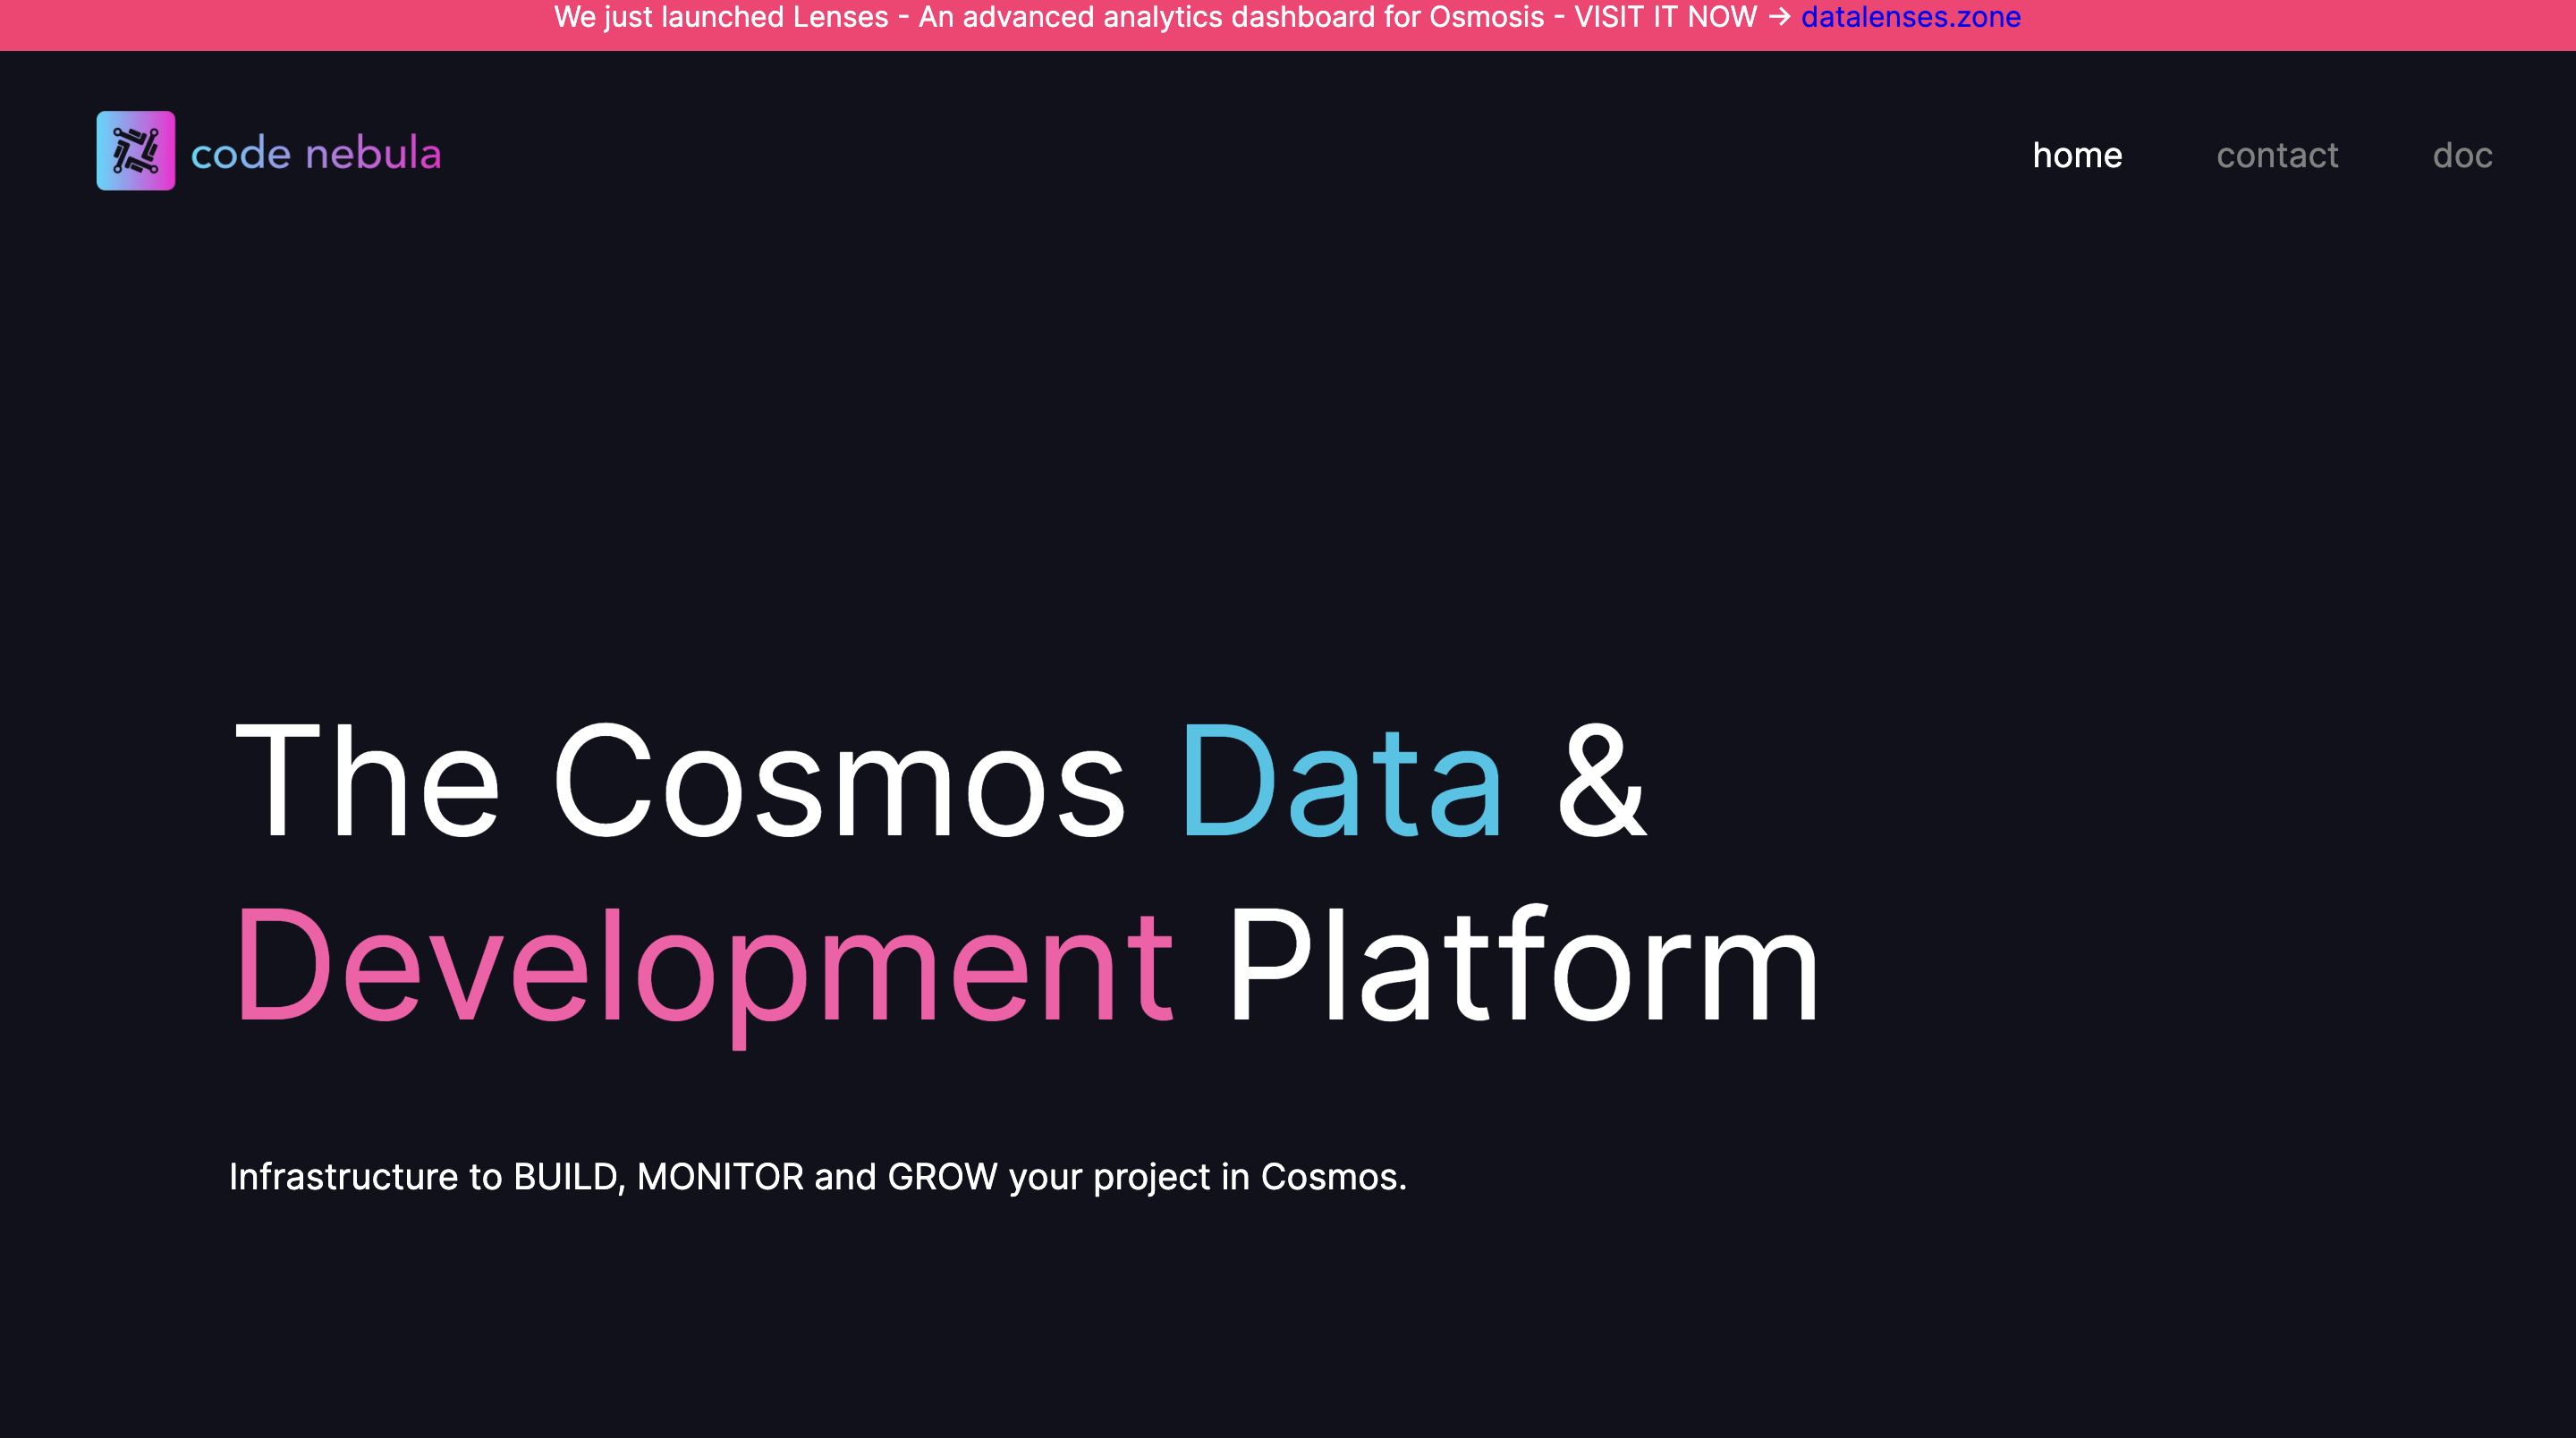 We just launched Lenses - An advanced analytics dashboard for Osmosis - VISIT IT NOW → datalenses.zone
code nebula
home contact doc
The Cosmos Data &
Development Platform
Infrastructure to BUILD, MONITOR and GROW your project in Cosmos.